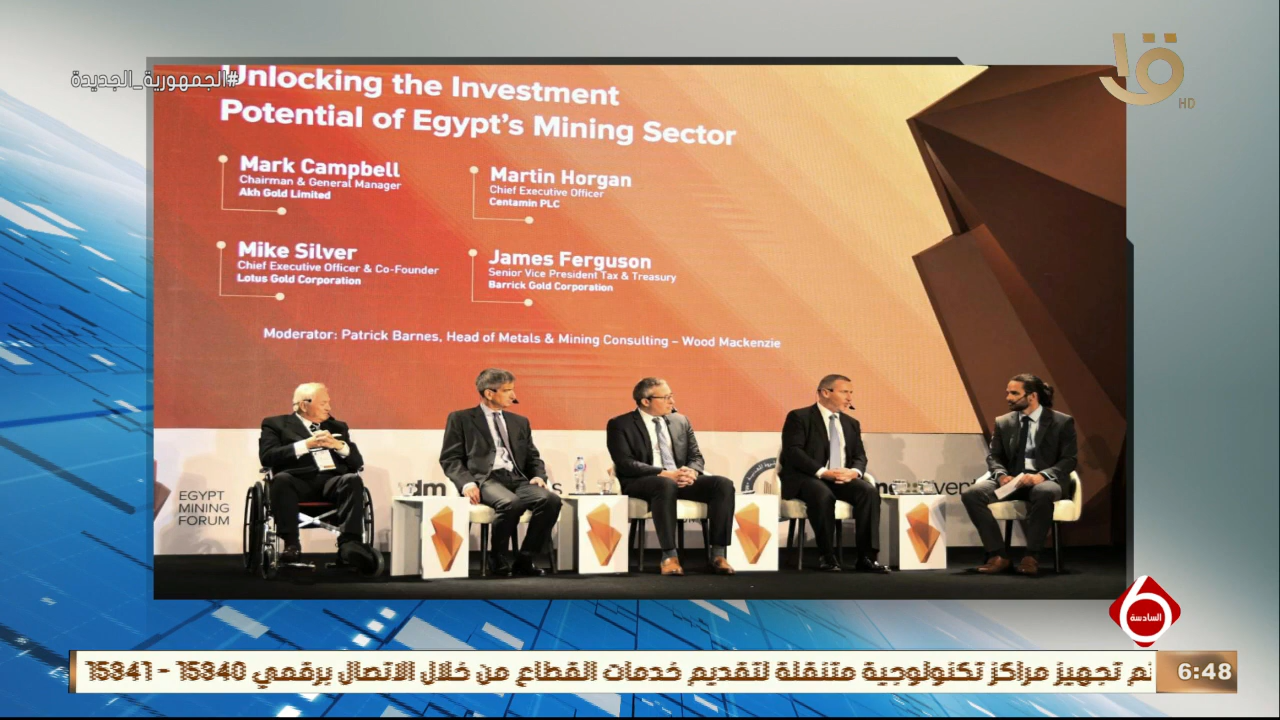 #الجمهورية_الجديدة
HD
Unlocking the Investment
Potential of Egypt's Mining Sector
Mark Campbell
Chairman & General Manager
Akh Gold Limited
Martin Horgan
Chief Executive Officer
Centamin PLC
Mike Silver
Chief Executive Officer & Co-Founder
Lotus Gold Corporation
James Ferguson
Senior Vice President Tax & Treasury
Barrick Gold Corporation
Moderator: Patrick Barnes, Head of Metals & Mining Consulting – Wood Mackenzie
EGYPT
MINING
FORUM
السادسة
تجهيز مراكز تكنولوجية متنقلة لتقديم خدمات القطاع من خلال الاتصال برقمي 15340 - 15341
6:48